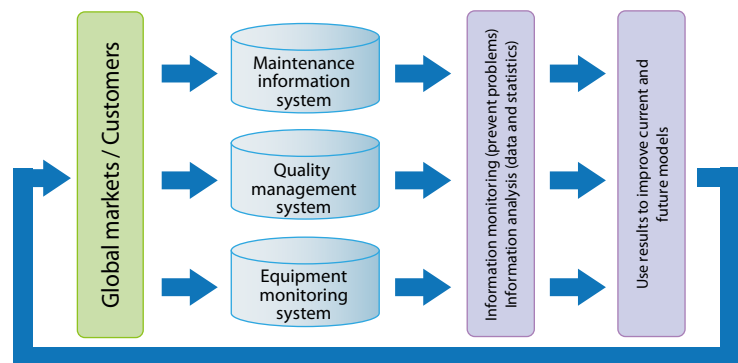 Global markets / Customers
Maintenance
information
system
Quality
management
system
Equipment
monitoring
system
Information monitoring (prevent problems)
Information analysis (data and statistics)
Use results to improve current and
future models